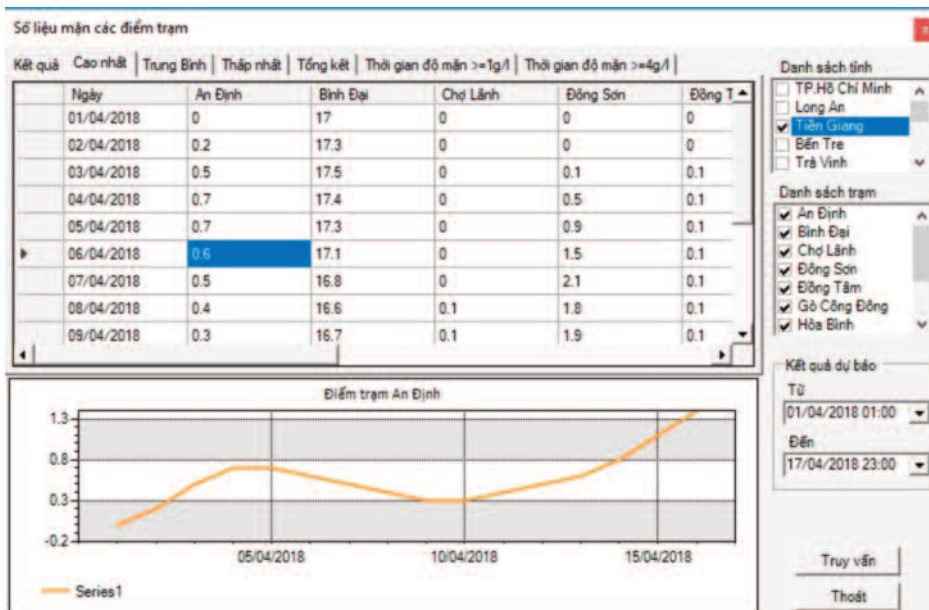 Số liệu mặn các điểm trạm
Kết quả Cao nhất Trung Bình Thấp nhất Tổng kết Thời gian độ mặn >=1g/l Thời gian độ mặn >=4g/l
Ngày An Định Bình Đại Chợ Lãnh Đông Sơn Đồng T
01/04/2018 0 17 0 0 0
02/04/2018 0.2 17.3 0 0 0
03/04/2018 0.5 17.5 0 0.1 0.1
04/04/2018 0.7 17.4 0 0.5 0.1
05/04/2018 0.7 17.3 0 0.9 0.1
06/04/2018 0.6 17.1 0 1.5 0.1
07/04/2018 0.5 16.8 0 2.1 0.1
08/04/2018 0.4 16.6 0.1 1.8 0.1
09/04/2018 0.3 16.7 0.1 1.9 0.1
Danh sách tỉnh
TP.Hồ Chí Minh
Long An
Tiền Giang
Bến Tre
Trà Vinh
Danh sách trạm
An Định
Bình Đại
Chợ Lãnh
Đông Sơn
Đồng Tâm
Gò Công Đông
Hòa Bình
Kết quả dự báo
Từ
01/04/2018 01:00
Đến
17/04/2018 23:00
Truy vấn
Thoát
Điểm trạm An Định
1.3
0.8
0.3
-0.2
05/04/2018 10/04/2018 15/04/2018
Series1